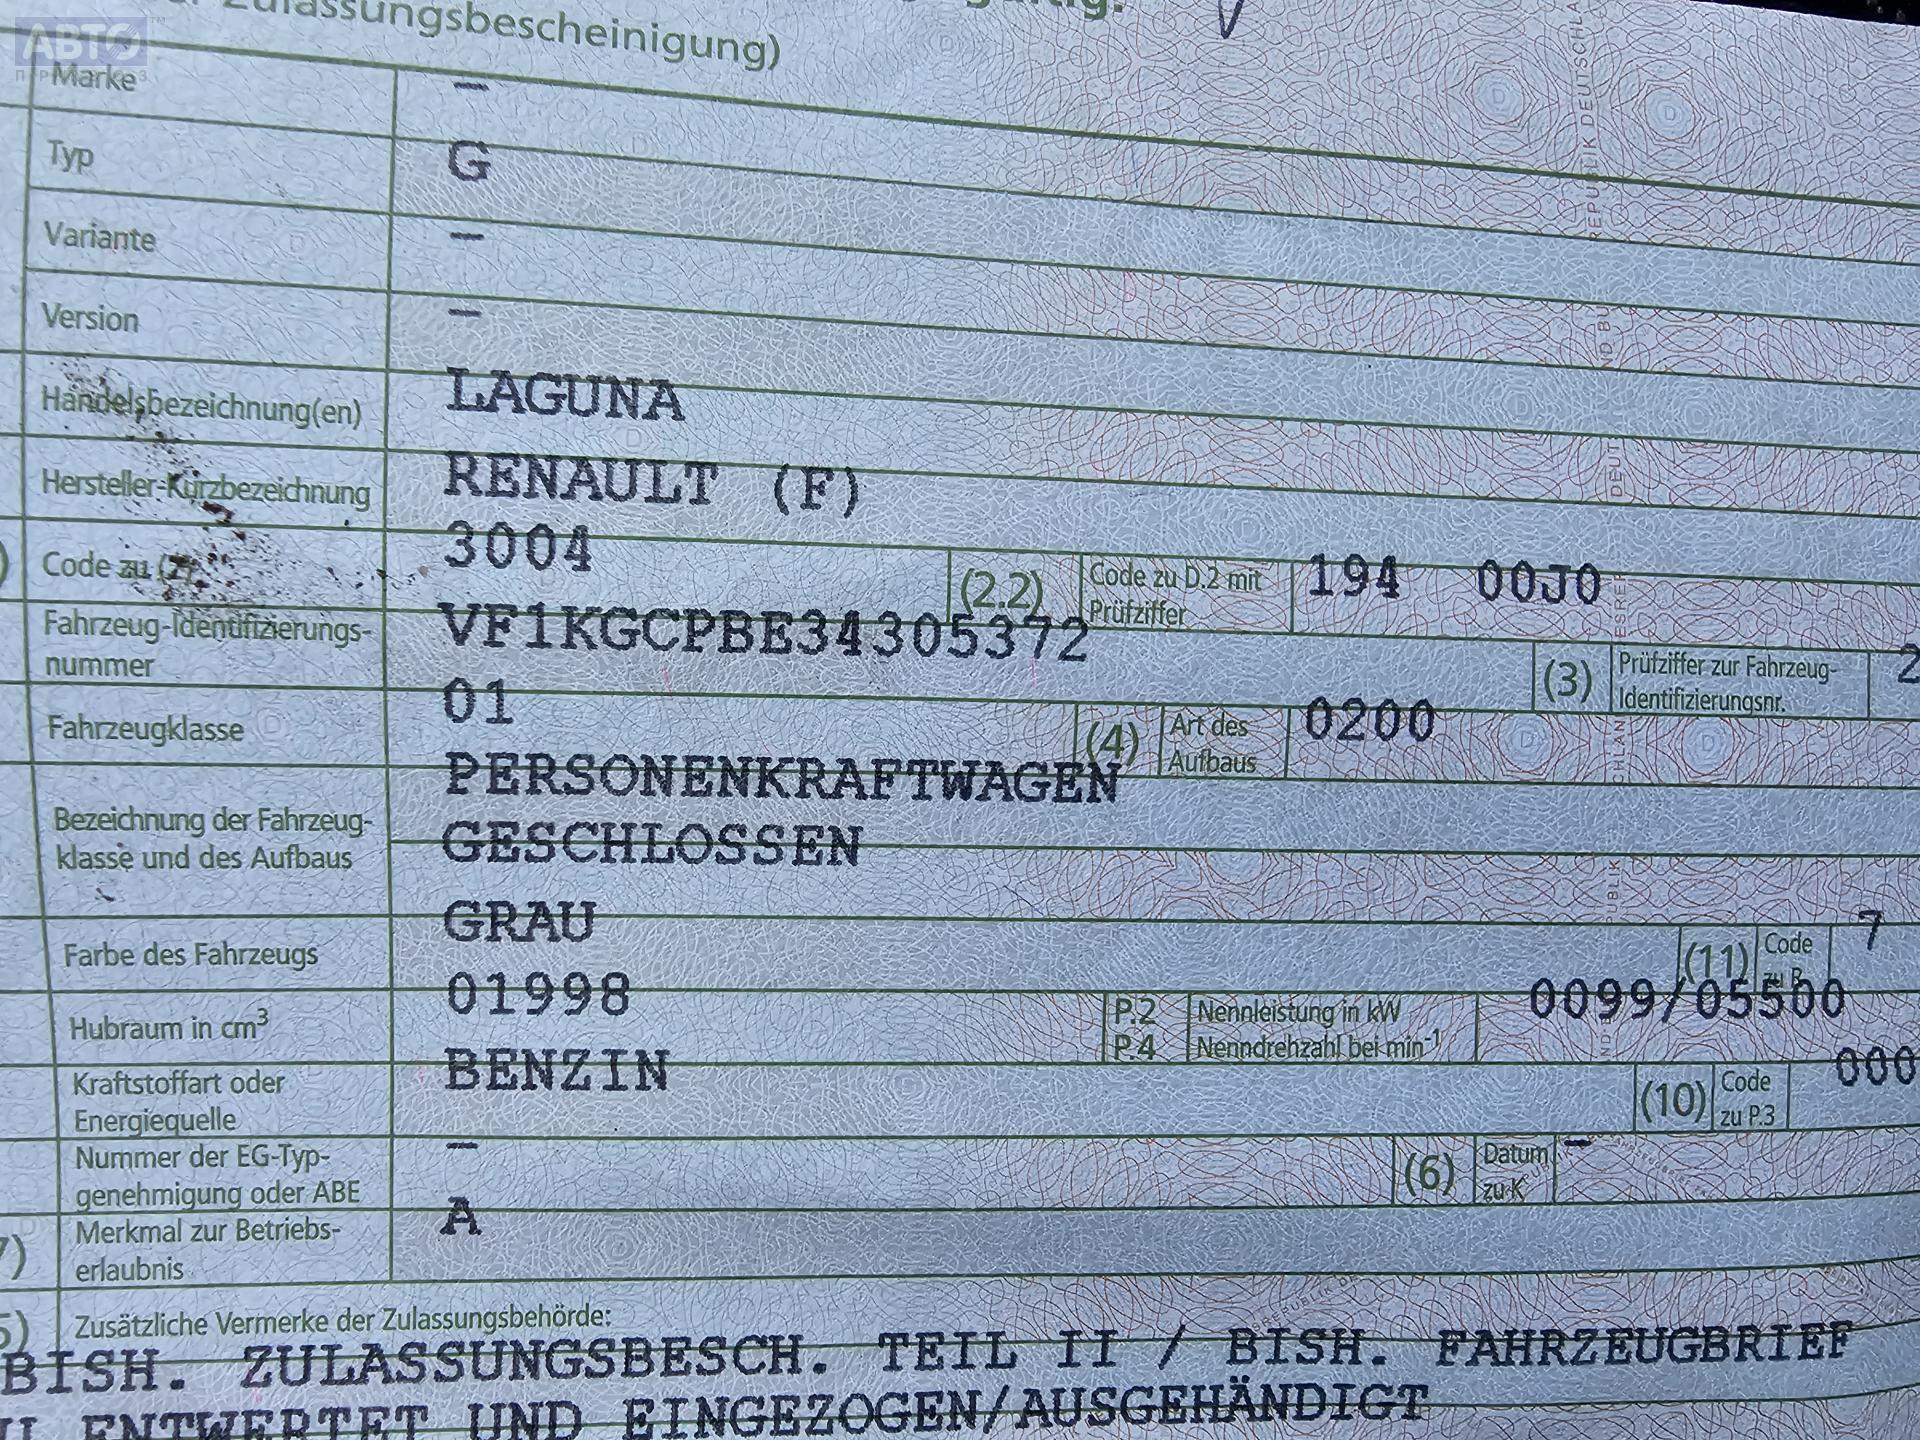 АВТО
Zulassungsbescheinigung)
Marke –
Typ G
Variante –
Version –
Handelsbezeichnung(en) LAGUNA
Hersteller-Kurzbezeichnung RENAULT (F)
Code zu (2) 3004 (2.2) Code zu D.2 mit Prüfziffer 194 00J0
Fahrzeug-Identifizierungs-
nummer VF1KGCPBE34305372 (3) Prüfziffer zur Fahrzeug-
Identifizierungsnr. 2
Fahrzeugklasse 01 (4) Art des Aufbaus 0200
Bezeichnung der Fahrzeug-
klasse und des Aufbaus
PERSONENKRAFTWAGEN
GESCHLOSSEN
Farbe des Fahrzeugs GRAU (11) Code zu R 7
Hubraum in cm³ 01998 P.2 Nennleistung in kW
P.4 Nenndrehzahl bei min⁻¹ 0099/05500
Kraftstoffart oder
Energiequelle BENZIN (10) Code zu P.3 000
Nummer der EG-Typ-
genehmigung oder ABE – (6) Datum zu K –
Merkmal zur Betriebs-
erlaubnis A
Zusätzliche Vermerke der Zulassungsbehörde:
BISH. ZULASSUNGSBESCH. TEIL II / BISH. FAHRZEUGBRIEF
ENTWERTET UND EINGEZOGEN/AUSGEHÄNDIGT